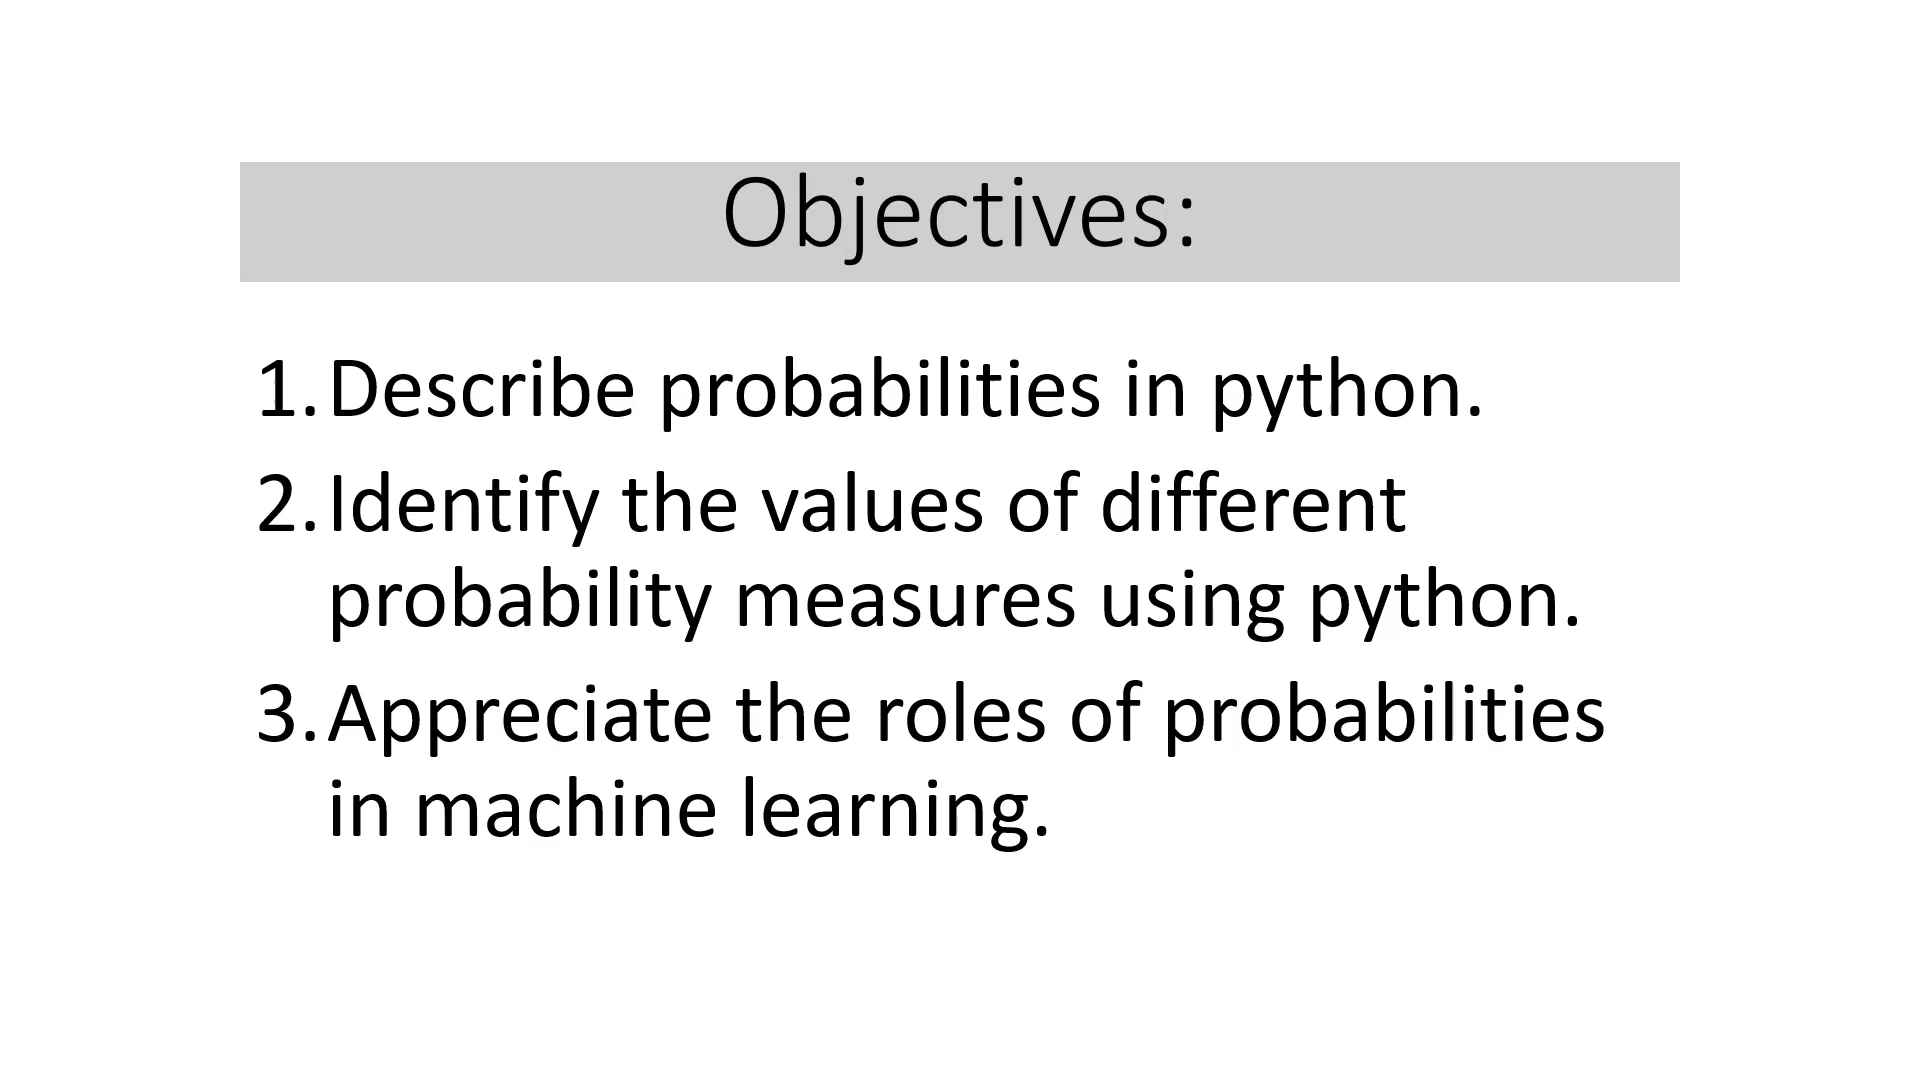 Objectives:
1. Describe probabilities in python.
2. Identify the values of different
probability measures using python.
3. Appreciate the roles of probabilities
in machine learning.